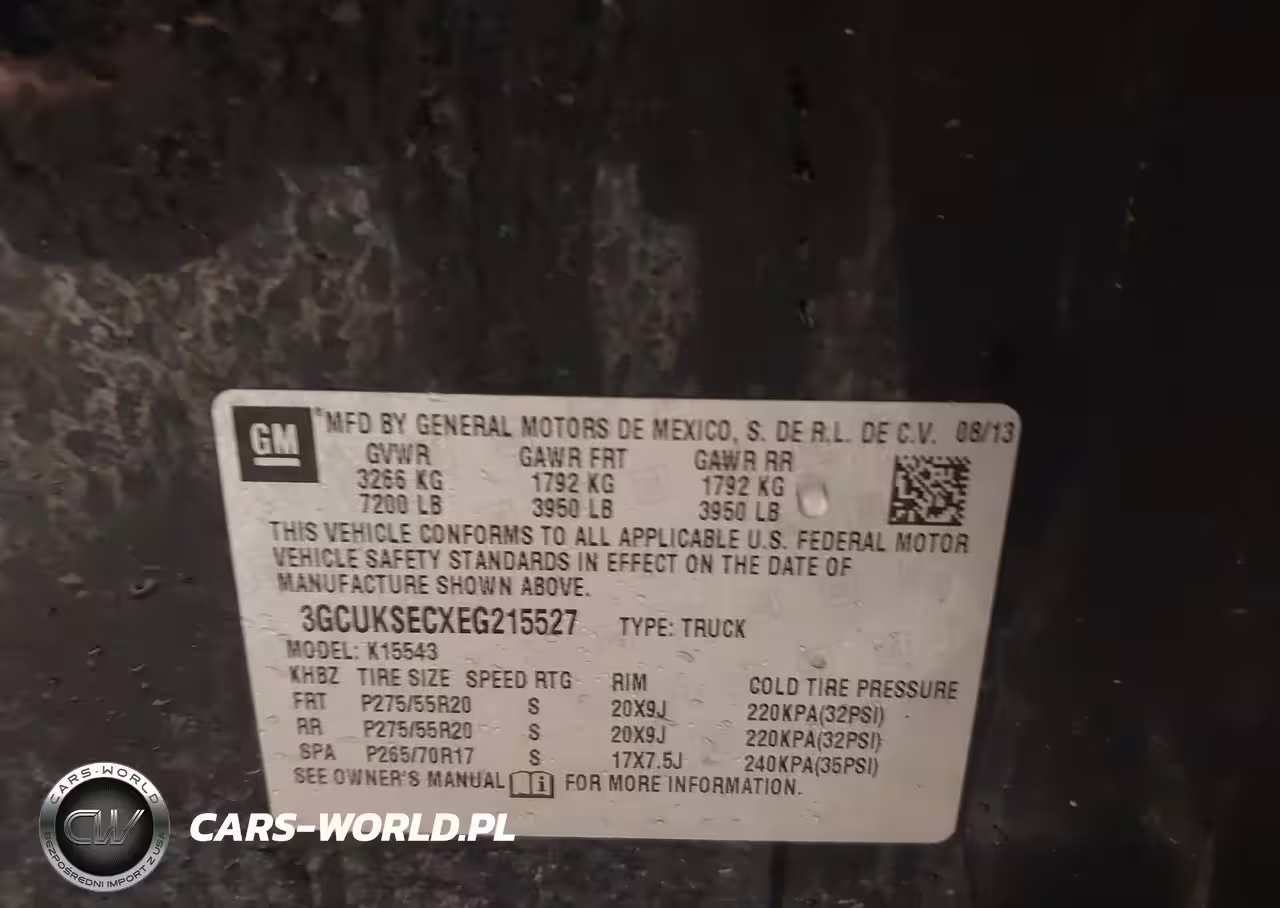 GM
*MFD BY GENERAL MOTORS DE MEXICO, S. DE R.L. DE C.V. 08/13
GVWR GAWR FRT GAWR RR
3266 KG 1792 KG 1792 KG
7200 LB 3950 LB 3950 LB
THIS VEHICLE CONFORMS TO ALL APPLICABLE U.S. FEDERAL MOTOR
VEHICLE SAFETY STANDARDS IN EFFECT ON THE DATE OF
MANUFACTURE SHOWN ABOVE.
3GCUKSECXEG215527 TYPE: TRUCK
MODEL: K15543
KHBZ TIRE SIZE SPEED RTG RIM COLD TIRE PRESSURE
FRT P275/55R20 S 20X9J 220KPA(32PSI)
RR P275/55R20 S 20X9J 220KPA(32PSI)
SPA P265/70R17 S 17X7.5J 240KPA(35PSI)
SEE OWNER'S MANUAL i FOR MORE INFORMATION.
CARS-WORLD
CW
BEZPOŚREDNI IMPORT Z USA
CARS-WORLD.PL